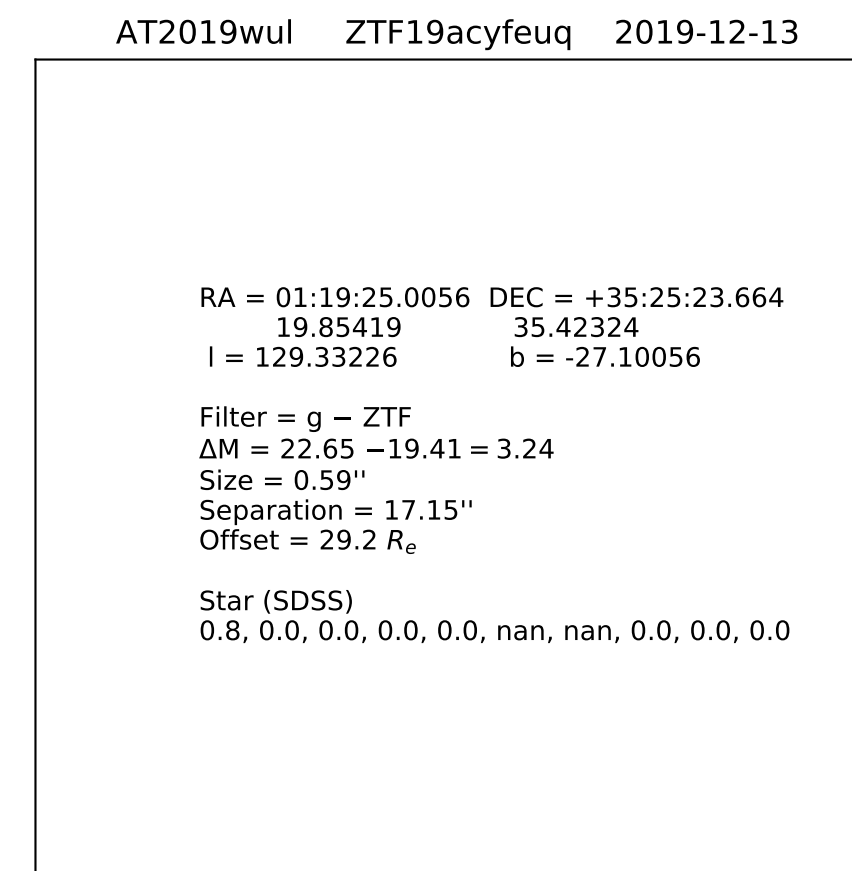 AT2019wul ZTF19acyfeuq 2019-12-13
RA = 01:19:25.0056 DEC = +35:25:23.664
19.85419 35.42324
l = 129.33226 b = -27.10056
Filter = g − ZTF
ΔM = 22.65 −19.41 = 3.24
Size = 0.59''
Separation = 17.15''
Offset = 29.2 Rₑ
Star (SDSS)
0.8, 0.0, 0.0, 0.0, 0.0, nan, nan, 0.0, 0.0, 0.0